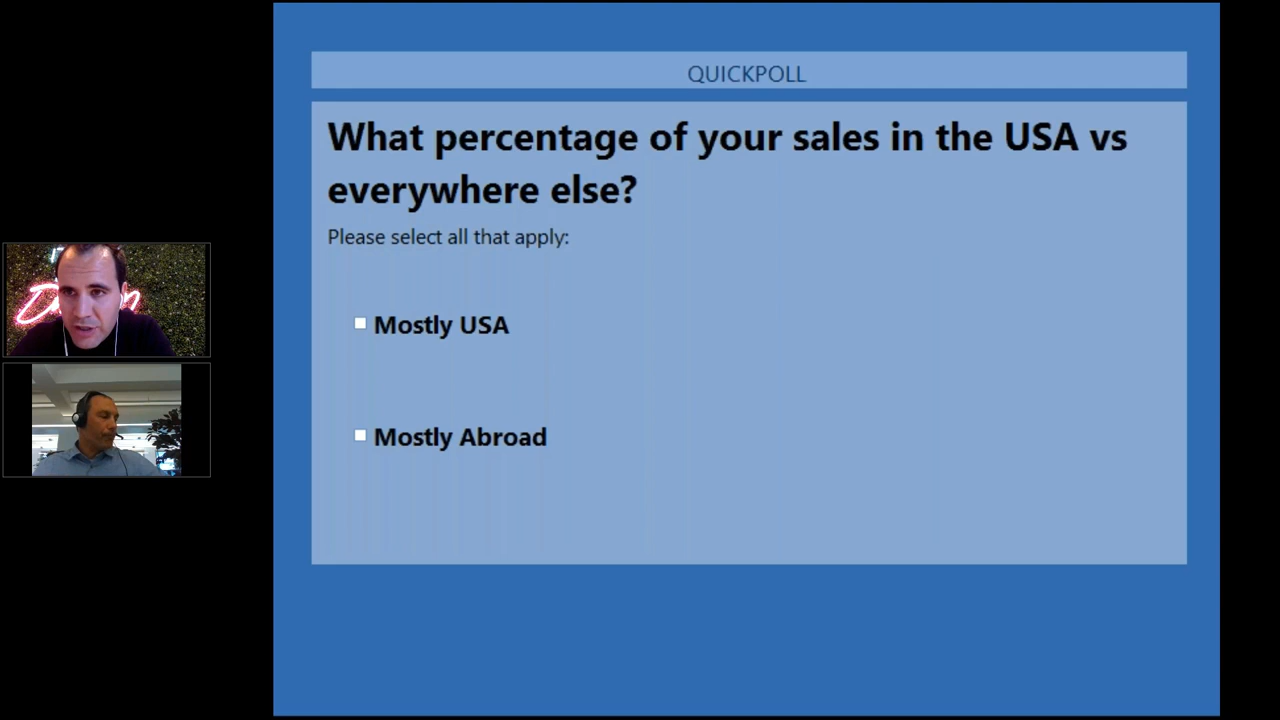 QUICKPOLL
What percentage of your sales in the USA vs
everywhere else?
Please select all that apply:
Mostly USA
Mostly Abroad